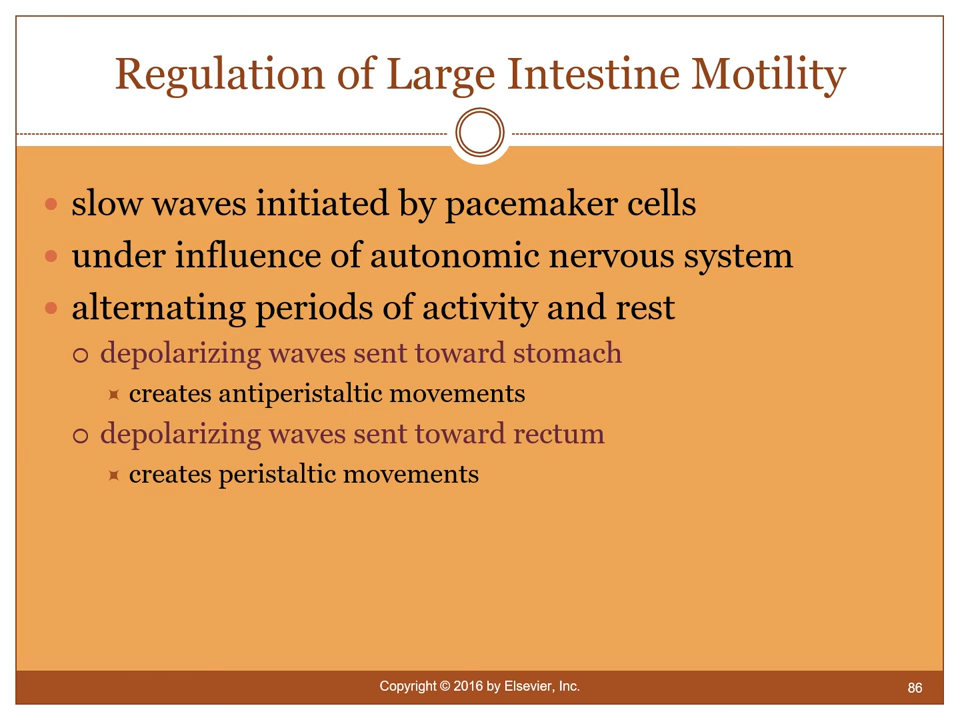 Regulation of Large Intestine Motility
slow waves initiated by pacemaker cells
under influence of autonomic nervous system
alternating periods of activity and rest
depolarizing waves sent toward stomach
creates antiperistaltic movements
depolarizing waves sent toward rectum
creates peristaltic movements
Copyright © 2016 by Elsevier, Inc.
86